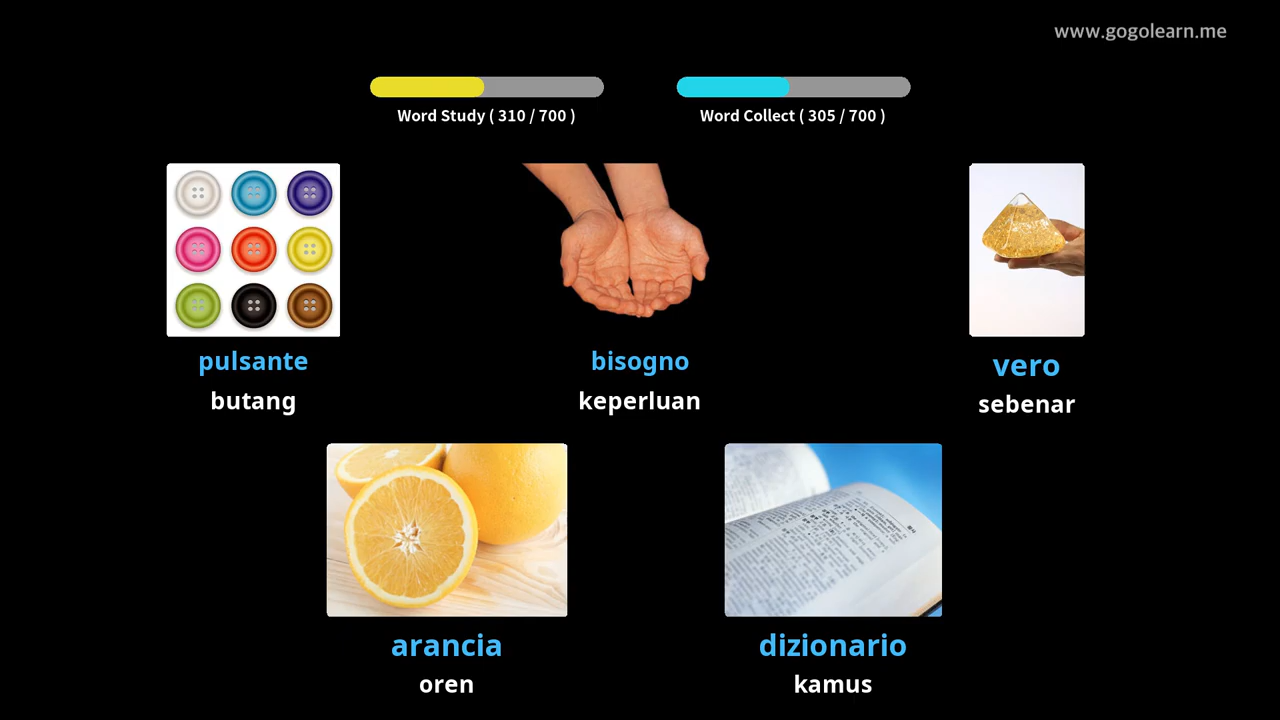 www.gogolearn.me
Word Study ( 310 / 700 )
Word Collect ( 305 / 700 )
pulsante
butang
bisogno
keperluan
vero
sebenar
arancia
oren
dizionario
kamus